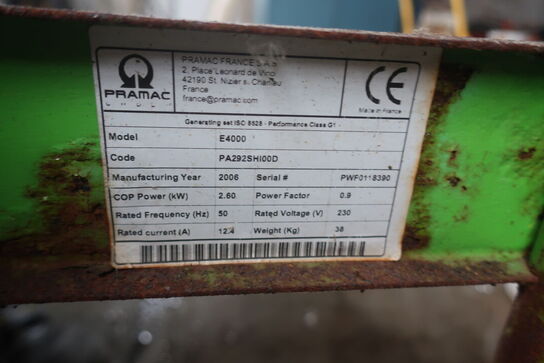 PRAMAC
PRAMAC FRANCE S.A.S
2, Place Leonard de Vinci
42190 St. Nizier s. Charlieu
France
france@pramac.com
CE
Made in France
Generating set ISO 8528 - Performance Class G1
Model E4000
Code PA292SHI00D
Manufacturing Year 2006 Serial # PWF0118390
COP Power (kW) 2.60 Power Factor 0.9
Rated Frequency (Hz) 50 Rated Voltage (V) 230
Rated current (A) 12.4 Weight (Kg) 38